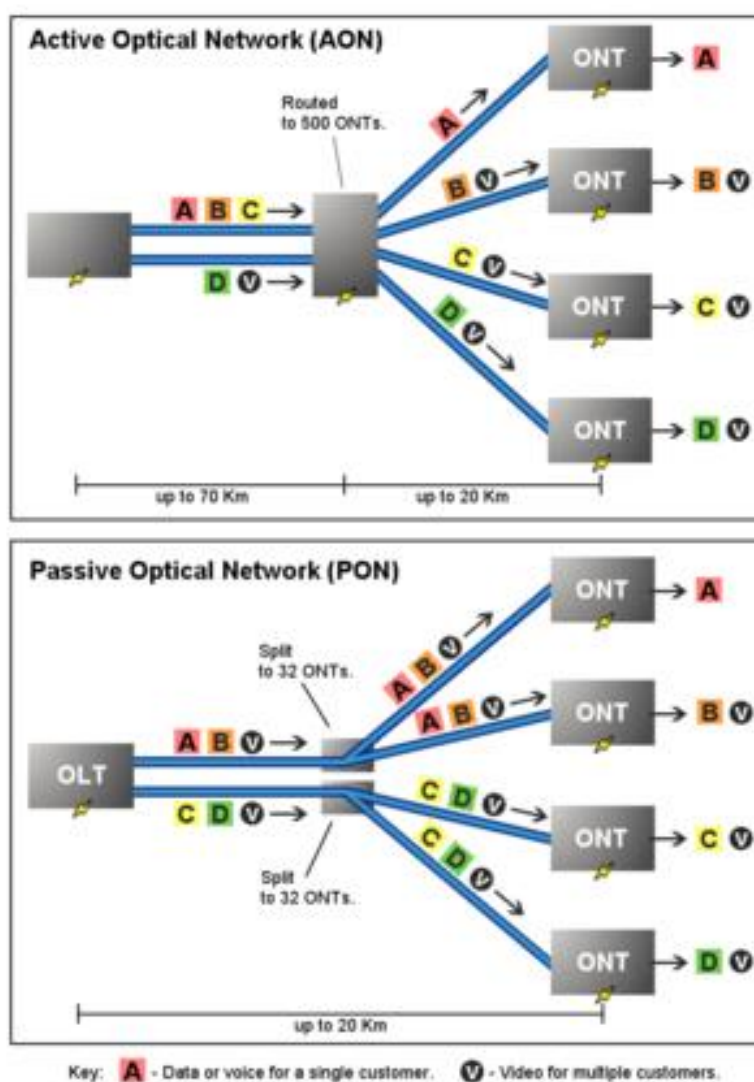 Active Optical Network (AON)
Routed
to 500 ONTs.
A B C
D V
A
B V
C V
D V
ONT
A
ONT
B V
ONT
C V
ONT
D V
up to 70 Km
up to 20 Km
Passive Optical Network (PON)
Split
to 32 ONTs.
OLT
A B V
C D V
Split
to 32 ONTs.
A B V
A B V
C D V
C D V
ONT
A
ONT
B V
ONT
C V
ONT
D V
up to 20 Km
Key: A - Data or voice for a single customer. V - Video for multiple customers.